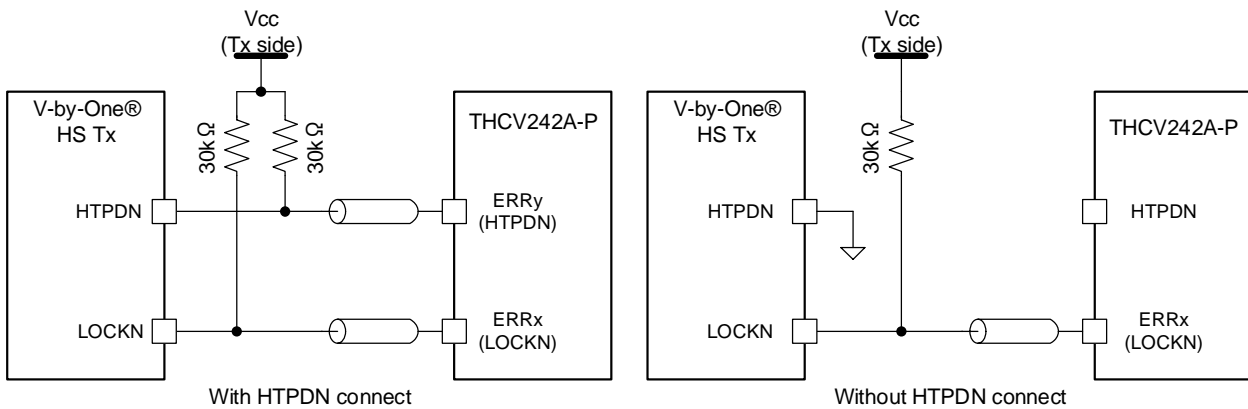 Vcc
(Tx side)
V-by-One®
HS Tx
30kΩ
30kΩ
THCV242A-P
HTPDN
ERRy
(HTPDN)
LOCKN
ERRx
(LOCKN)
With HTPDN connect
Vcc
(Tx side)
V-by-One®
HS Tx
30kΩ
THCV242A-P
HTPDN
HTPDN
LOCKN
ERRx
(LOCKN)
Without HTPDN connect